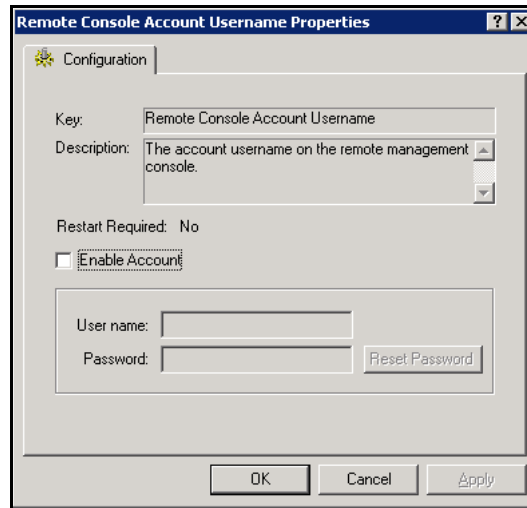 Remote Console Account Username Properties
Configuration
Key: Remote Console Account Username
Description: The account username on the remote management
console.
Restart Required: No
Enable Account
User name:
Password: Reset Password
OK Cancel Apply